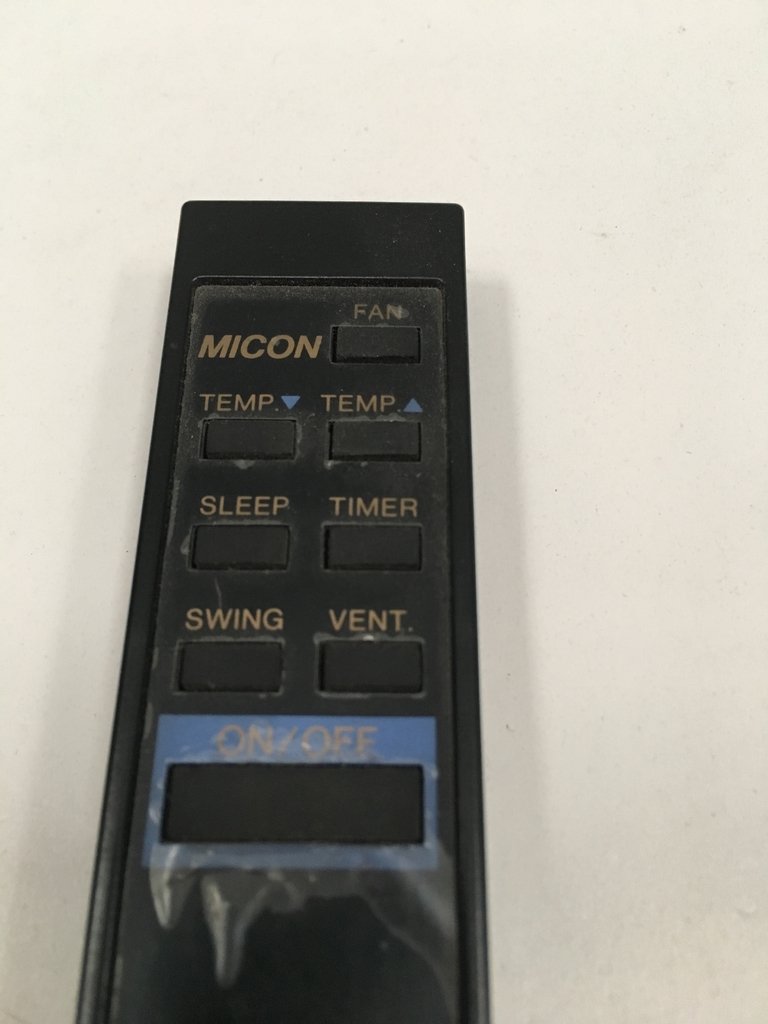 FAN
MICON
TEMP.▼ TEMP.▲
SLEEP TIMER
SWING VENT.
ON/OFF